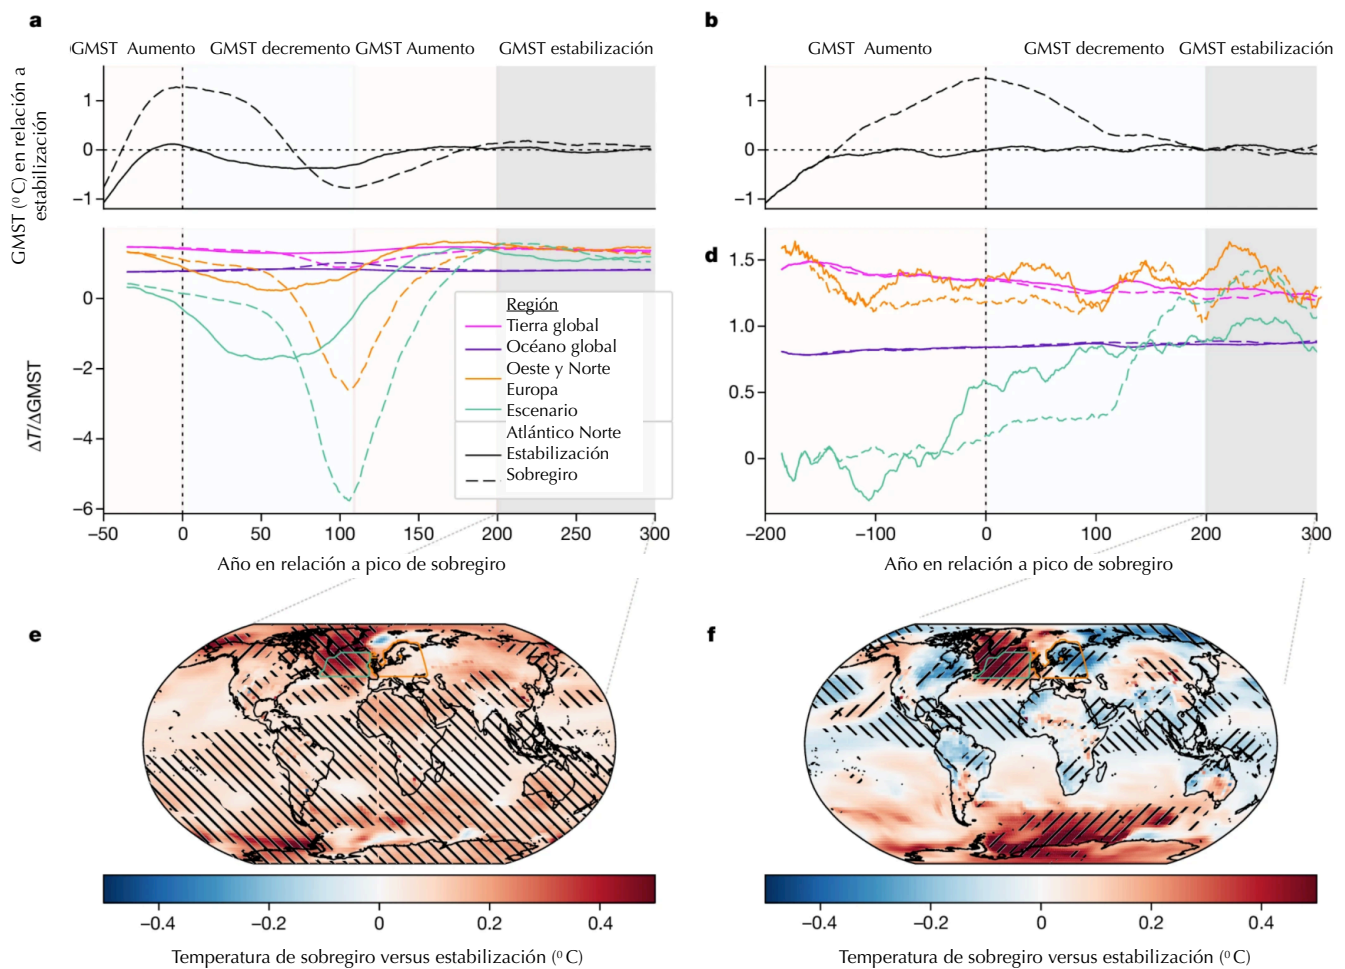 a
GMST Aumento GMST decremento GMST Aumento GMST estabilización
GMST (⁰ C) en relación a
estabilización
1
0
−1
b
GMST Aumento GMST decremento GMST estabilización
1
0
−1
ΔT/ΔGMST
0
−2
−4
−6
Región
Tierra global
Océano global
Oeste y Norte
Europa
Escenario
Atlántico Norte
Estabilización
Sobregiro
−50 0 50 100 150 200 250 300
Año en relación a pico de sobregiro
d
1.5
1.0
0.5
0
−200 −100 0 100 200 300
Año en relación a pico de sobregiro
e
−0.4 −0.2 0 0.2 0.4
Temperatura de sobregiro versus estabilización (⁰ C)
f
−0.4 −0.2 0 0.2 0.4
Temperatura de sobregiro versus estabilización (⁰ C)